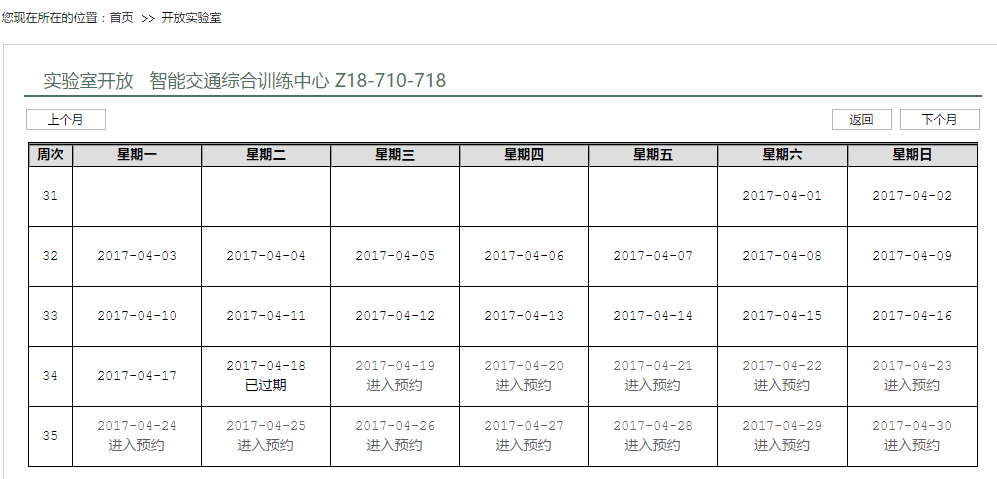 您现在所在的位置：首页 >> 开放实验室
实验室开放 智能交通综合训练中心 Z18-710-718
上个月 返回 下个月
周次 星期一 星期二 星期三 星期四 星期五 星期六 星期日
31 2017-04-01 2017-04-02
32 2017-04-03 2017-04-04 2017-04-05 2017-04-06 2017-04-07 2017-04-08 2017-04-09
33 2017-04-10 2017-04-11 2017-04-12 2017-04-13 2017-04-14 2017-04-15 2017-04-16
34 2017-04-17 2017-04-18 2017-04-19 2017-04-20 2017-04-21 2017-04-22 2017-04-23
已过期 进入预约 进入预约 进入预约 进入预约 进入预约
35 2017-04-24 2017-04-25 2017-04-26 2017-04-27 2017-04-28 2017-04-29 2017-04-30
进入预约 进入预约 进入预约 进入预约 进入预约 进入预约 进入预约